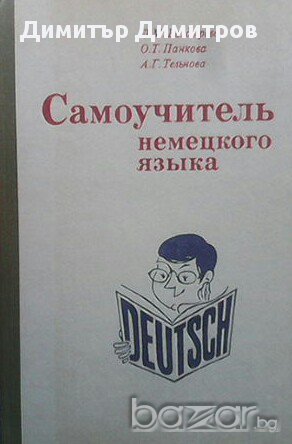 Димитър Димитров
О.Т. Панкова
А.Г. Тельнова
Самоучитель
немецкого
языка
DEUTSCH
bazar.bg